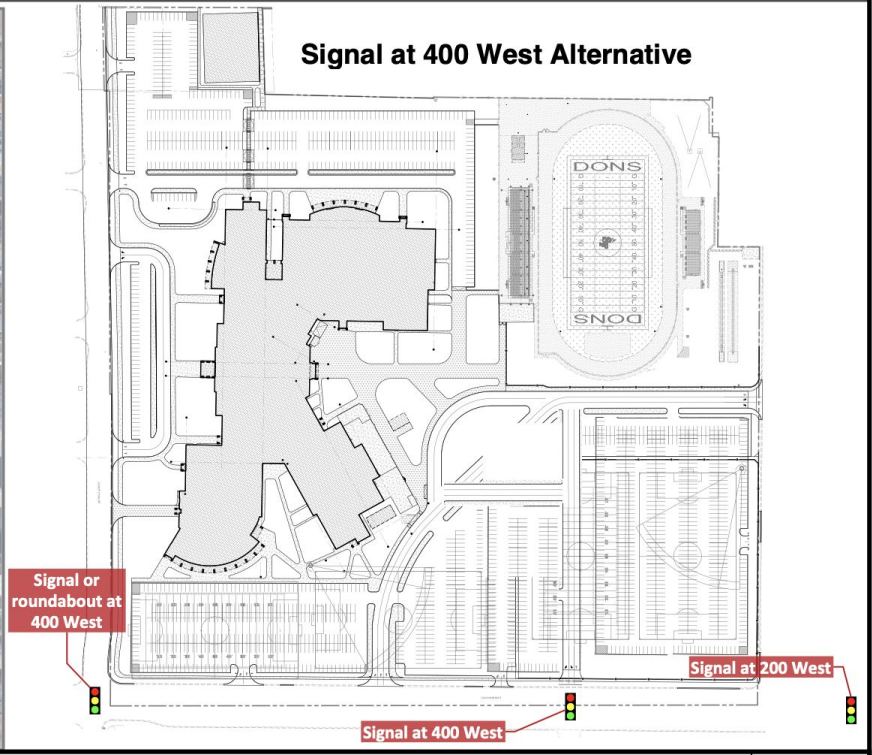 Signal at 400 West Alternative
DONS
DONS
Signal or
roundabout at
400 West
Signal at 200 West
Signal at 400 West